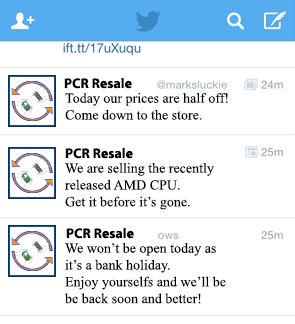 ift.tt/17uXuqu
PCR Resale @marksluckie 24m
Today our prices are half off!
Come down to the store.
PCR Resale 25m
We are selling the recently
released AMD CPU.
Get it before it's gone.
PCR Resale ows 25m
We won't be open today as
it's a bank holiday.
Enjoy yourselfs and we'll be
be back soon and better!